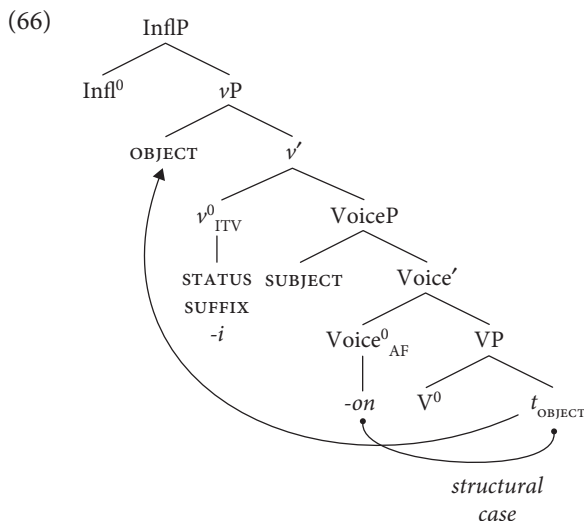 (66)
InflP
Infl⁰ vP
OBJECT v′
v⁰ITV VoiceP
STATUS SUBJECT Voice′
SUFFIX
-i Voice⁰AF VP
-on V⁰ tOBJECT
structural
case